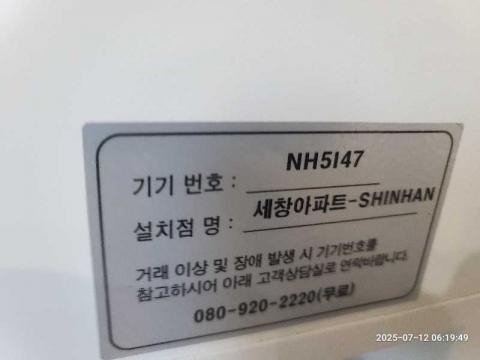 기기 번호 : NH5147
설치점 명 : 세창아파트-SHINHAN
거래 이상 및 장애 발생 시 기기번호를
참고하시어 아래 고객상담실로 연락바랍니다.
080-920-2220(무료)
2025-07-12 06:19:49